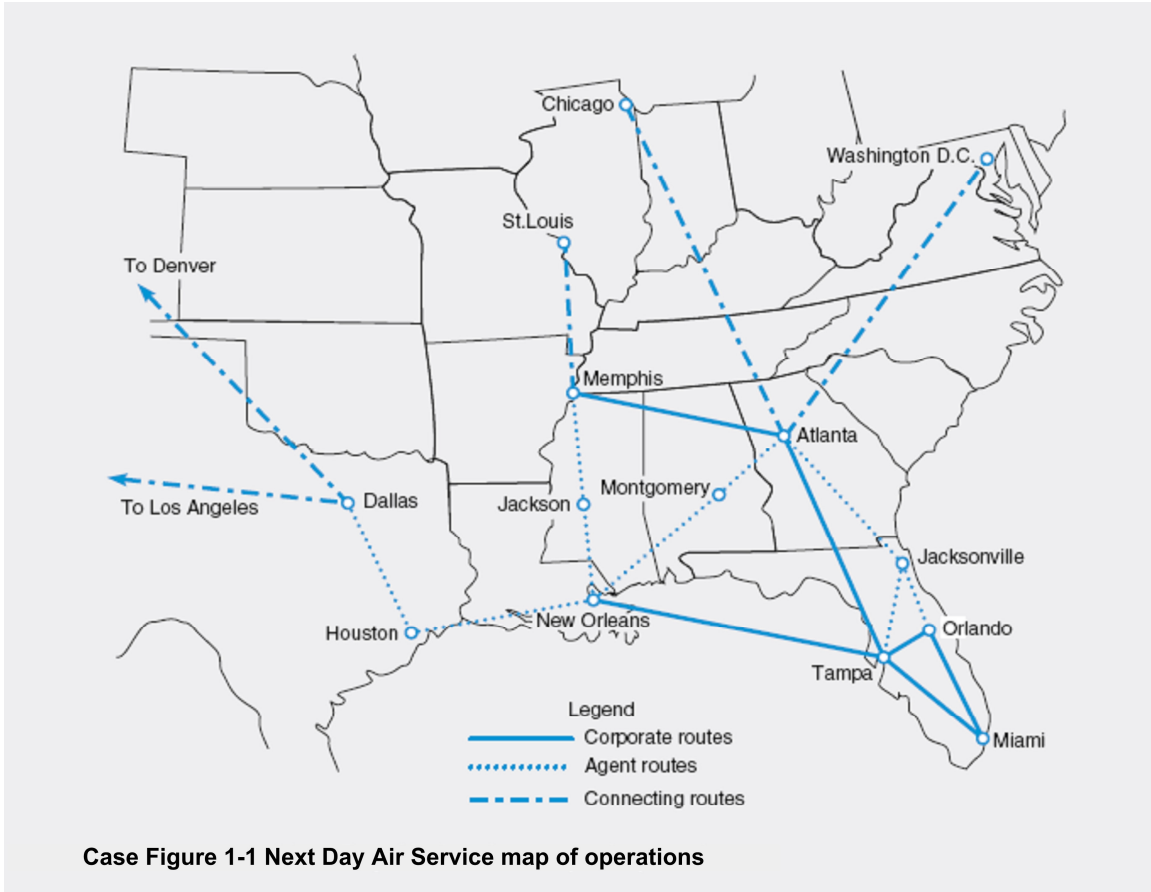 Chicago
Washington D.C.
St.Louis
To Denver
Memphis
Atlanta
Montgomery
Dallas
Jackson
To Los Angeles
Jacksonville
New Orleans
Houston
Orlando
Tampa
Legend
Corporate routes
Miami
Agent routes
Connecting routes
Case Figure 1-1 Next Day Air Service map of operations